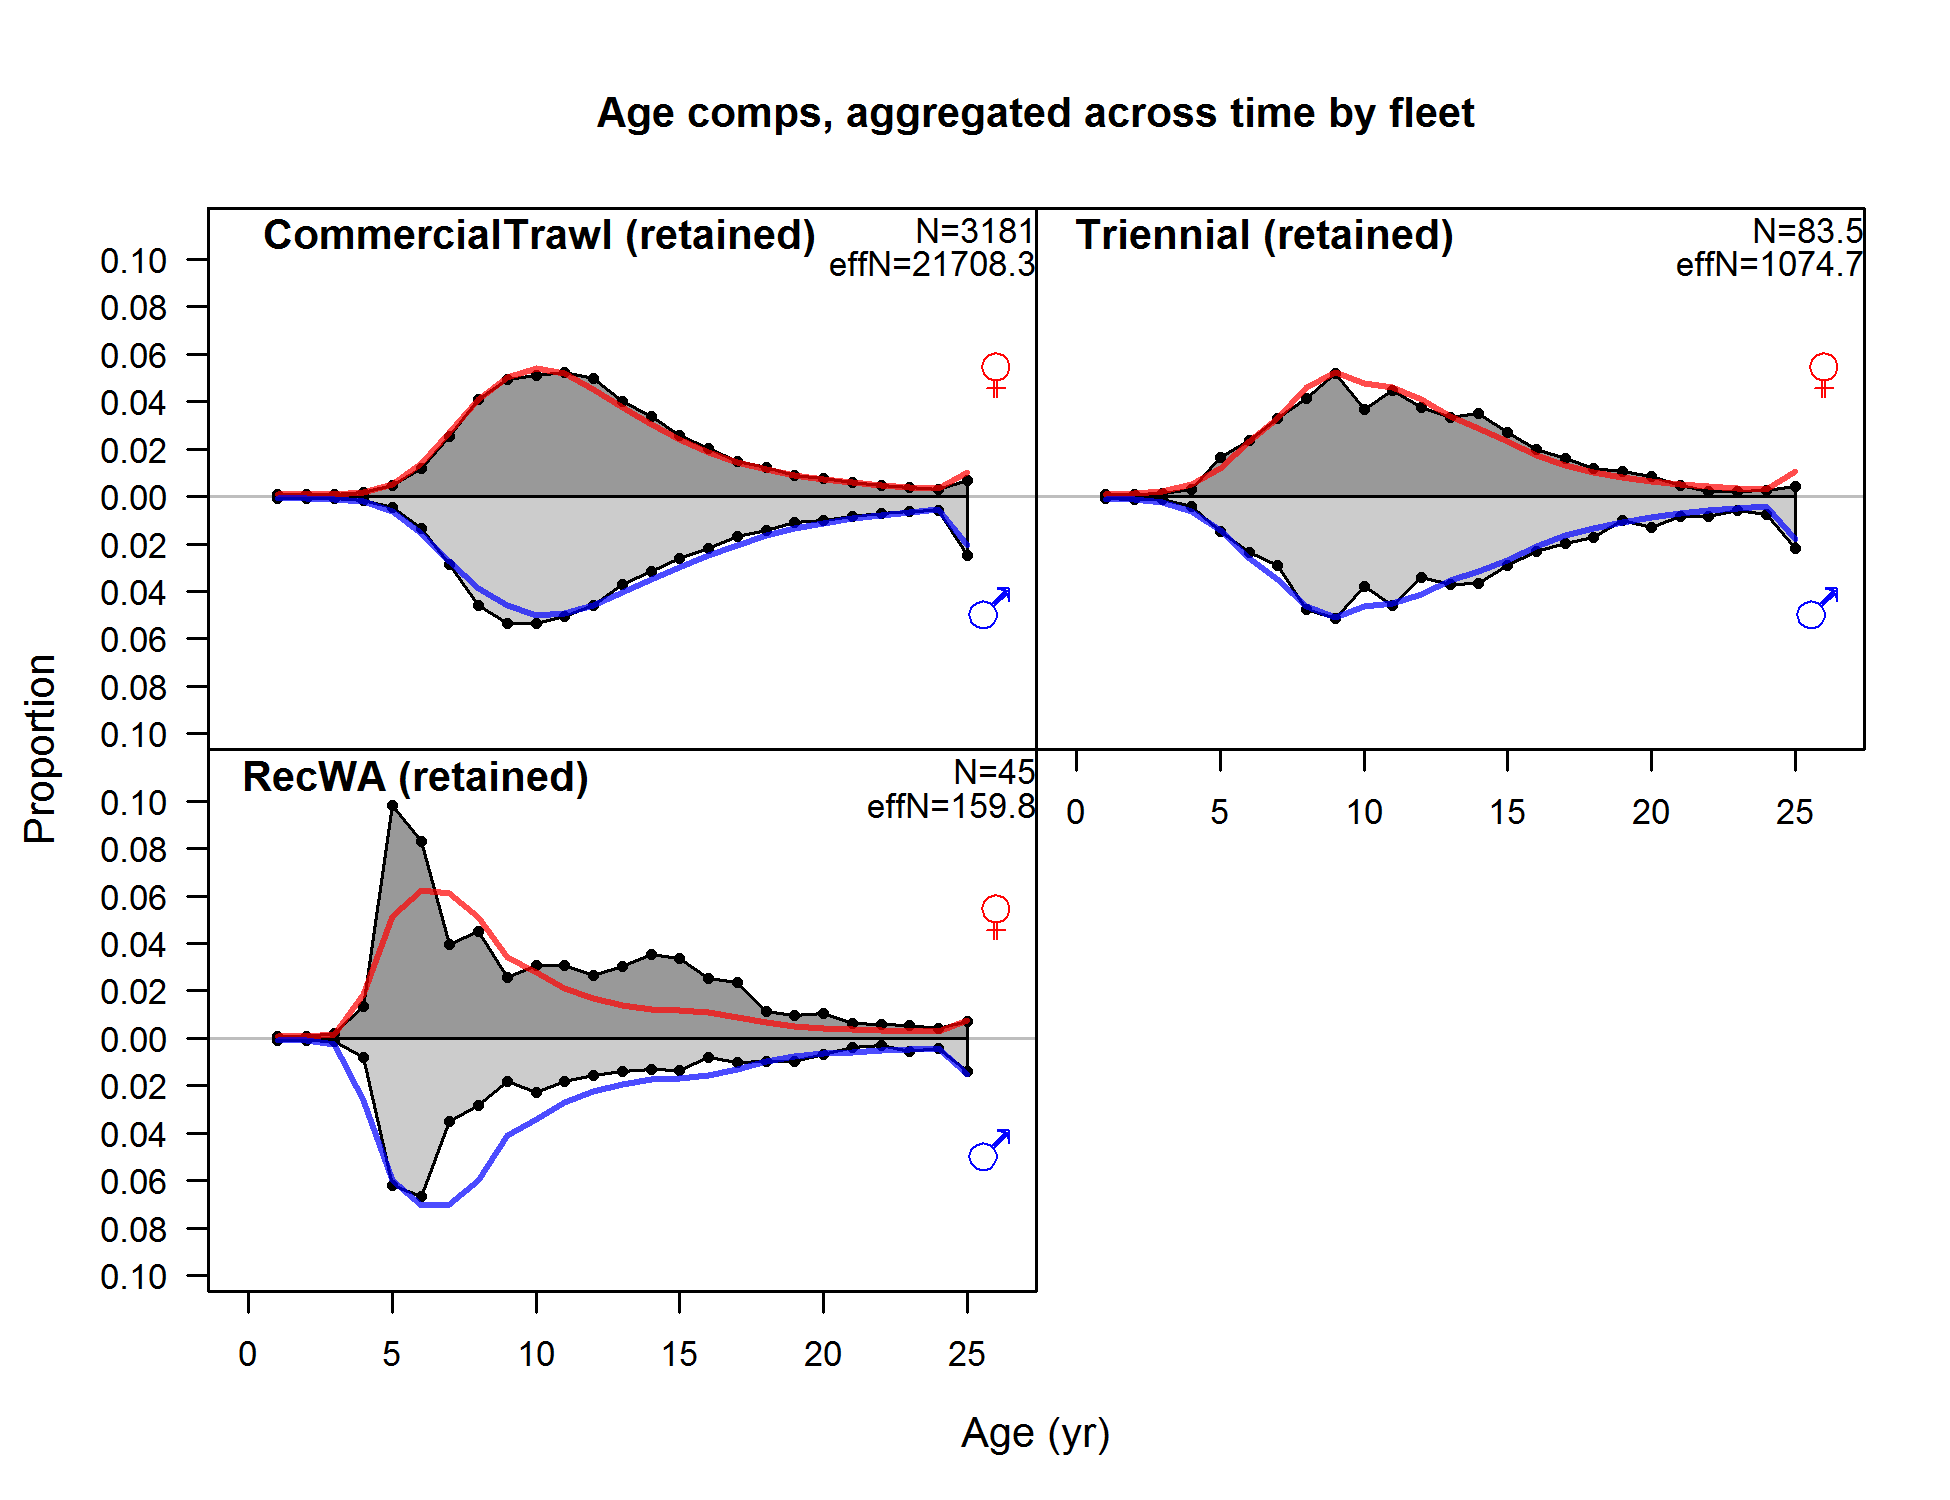 Age comps, aggregated across time by fleet
CommercialTrawl (retained)
N=3181
effN=21708.3
0.10
0.08
0.06
0.04
0.02
0.00
0.02
0.04
0.06
0.08
0.10
Triennial (retained)
N=83.5
effN=1074.7
0 5 10 15 20 25
RecWA (retained)
N=45
effN=159.8
0.10
0.08
0.06
0.04
0.02
0.00
0.02
0.04
0.06
0.08
0.10
0 5 10 15 20 25
Proportion
Age (yr)